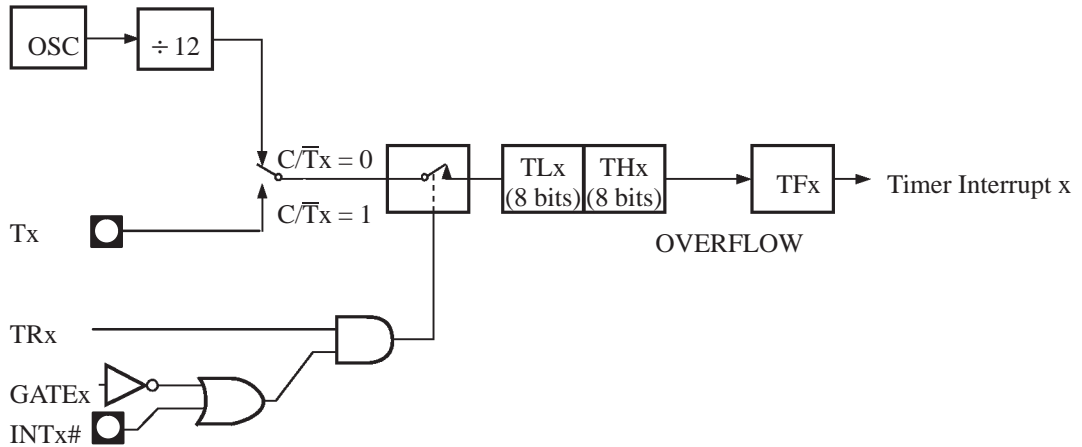 OSC
÷ 12
C/T̅x = 0
TLx
(8 bits)
THx
(8 bits)
TFx
Timer Interrupt x
C/T̅x = 1
Tx
OVERFLOW
TRx
GATEx
INTx#